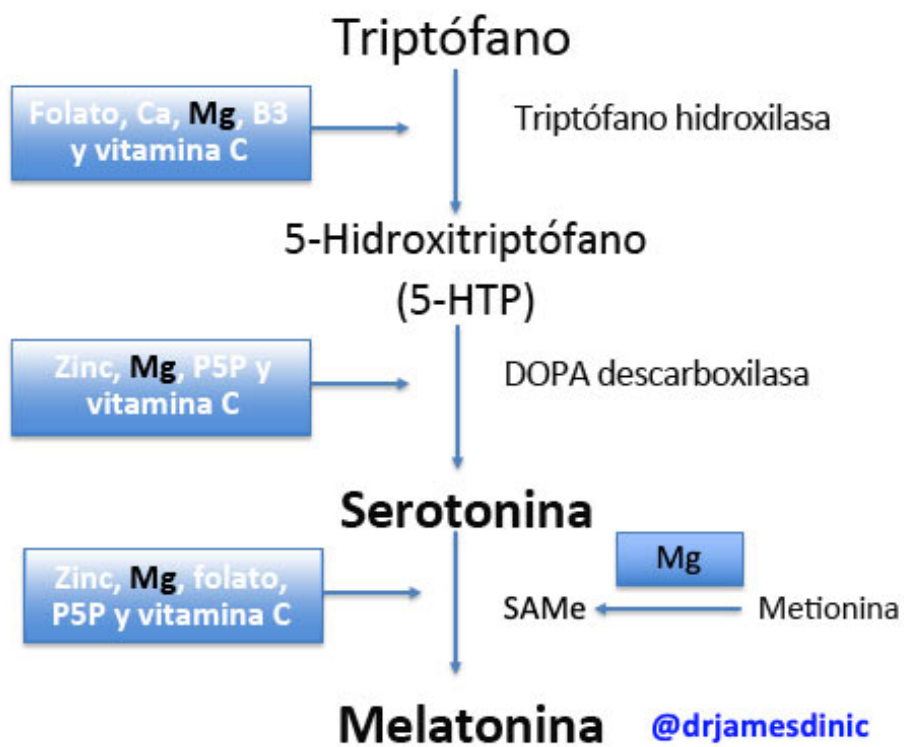 Triptófano
Folato, Ca, Mg, B3
y vitamina C
Triptófano hidroxilasa
5-Hidroxitriptófano
(5-HTP)
Zinc, Mg, P5P y
vitamina C
DOPA descarboxilasa
Serotonina
Zinc, Mg, folato,
P5P y vitamina C
Mg
SAMe
Metionina
Melatonina
@drjamesdinic